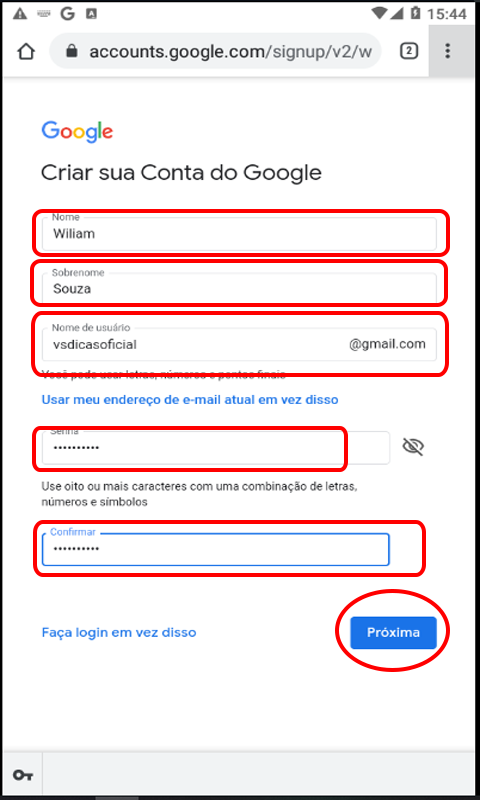 15:44
accounts.google.com/signup/v2/w
2
Google
Criar sua Conta do Google
Nome
Wiliam
Sobrenome
Souza
Nome de usuário
vsdicasoficial
@gmail.com
Você pode usar letras, números e pontos finais
Usar meu endereço de e-mail atual em vez disso
Senha
••••••••••
Use oito ou mais caracteres com uma combinação de letras,
números e símbolos
Confirmar
••••••••••
Faça login em vez disso
Próxima